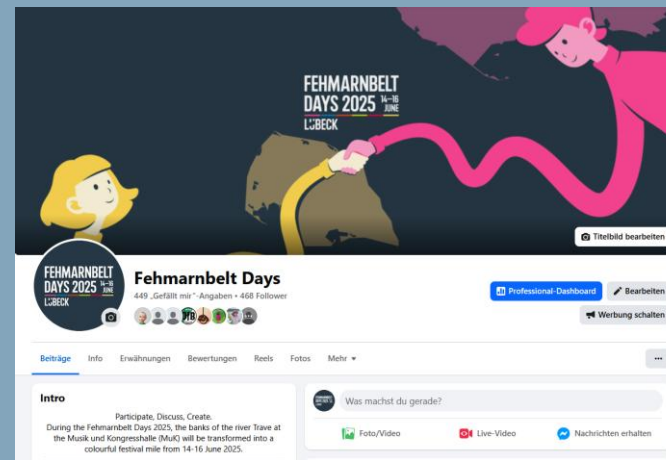 FEHMARNBELT
DAYS 2025 14–16
JUNE
LÜBECK
Titelbild bearbeiten
FEHMARNBELT
DAYS 2025 14–16
JUNE
LÜBECK
Fehmarnbelt Days
449 „Gefällt mir“-Angaben • 468 Follower
Professional-Dashboard
Bearbeiten
Werbung schalten
Beiträge Info Erwähnungen Bewertungen Reels Fotos Mehr
Intro
Participate, Discuss, Create.
During the Fehmarnbelt Days 2025, the banks of the river Trave at
the Musik und Kongresshalle (MuK) will be transformed into a
colourful festival mile from 14-16 June 2025.
Was machst du gerade?
Foto/Video Live-Video Nachrichten erhalten